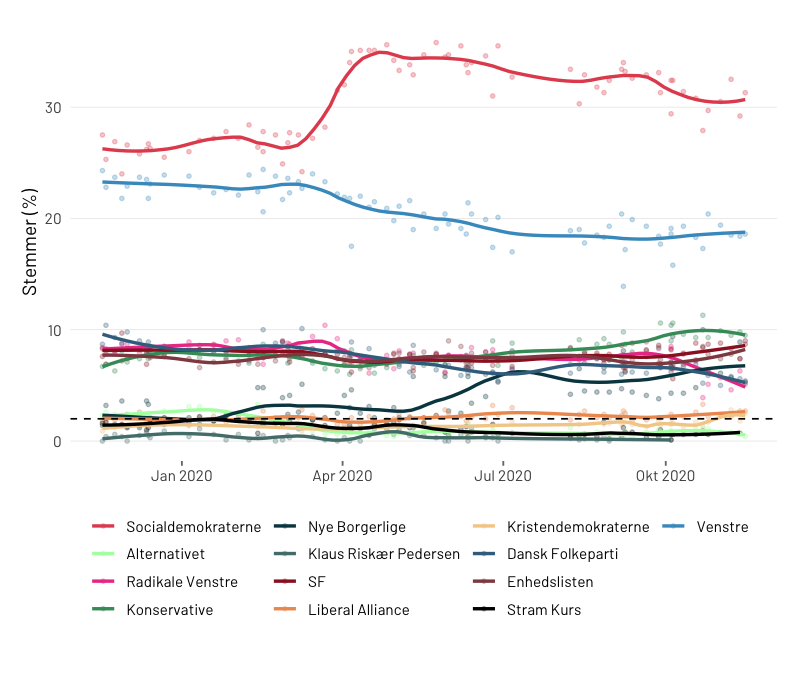 Stemmer (%)
30
20
10
0
Jan 2020 Apr 2020 Jul 2020 Okt 2020
Socialdemokraterne Nye Borgerlige Kristendemokraterne Venstre
Alternativet Klaus Riskær Pedersen Dansk Folkeparti
Radikale Venstre SF Enhedslisten
Konservative Liberal Alliance Stram Kurs